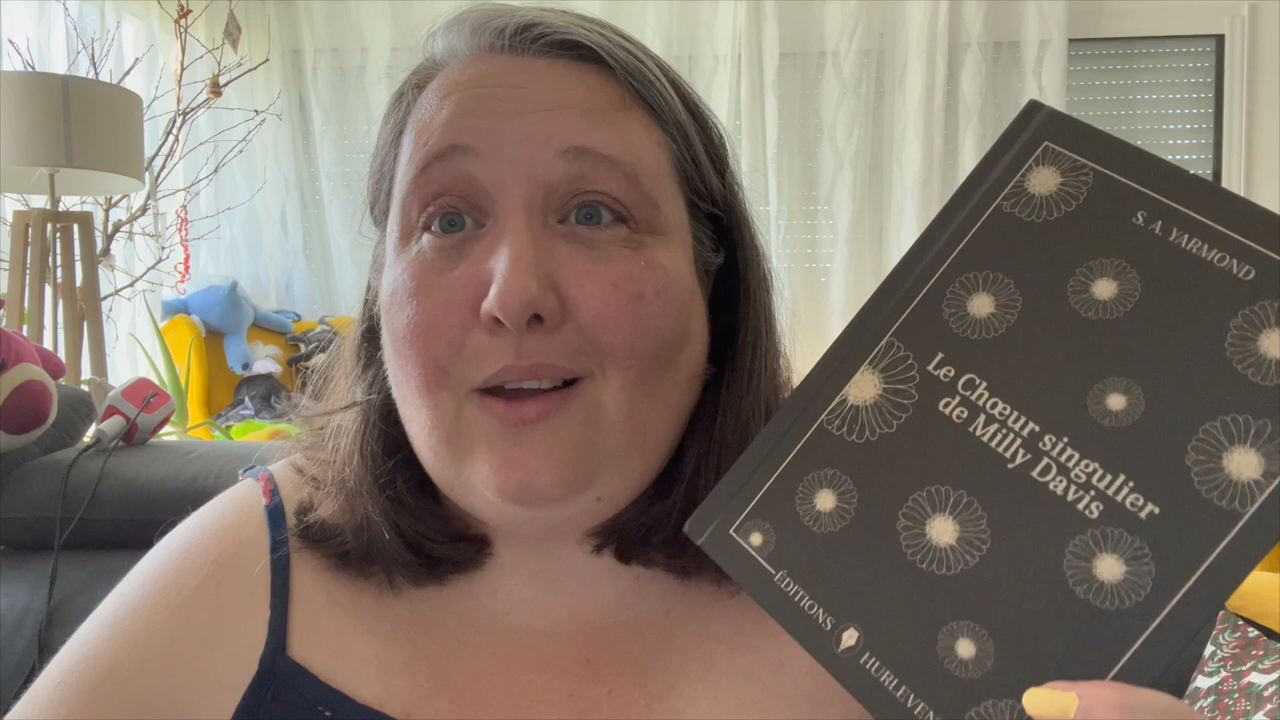 S. A. YARMOND
Le Chœur singulier
de Milly Davis
ÉDITIONS HURLEVEN